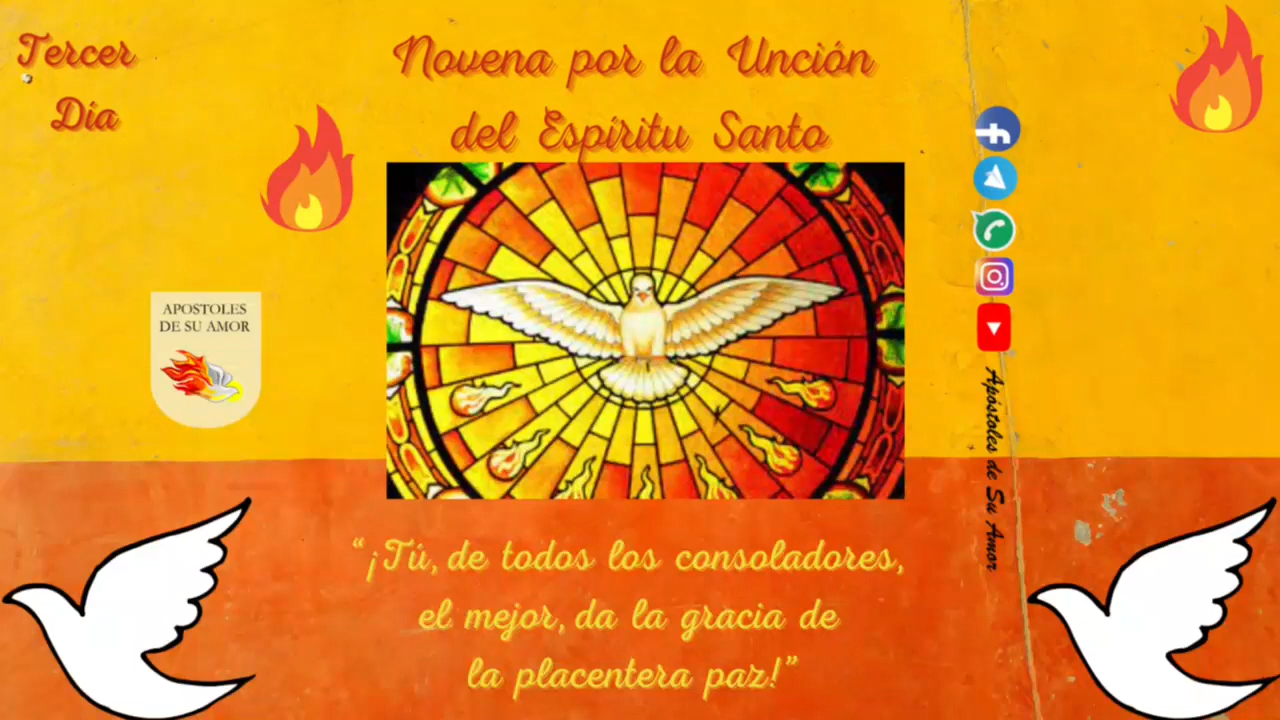 Tercer
Día
Novena por la Unción
del Espíritu Santo
APOSTOLES
DE SU AMOR
Apóstoles de Su Amor
“¡Tú, de todos los consoladores,
el mejor, da la gracia de
la placentera paz!”